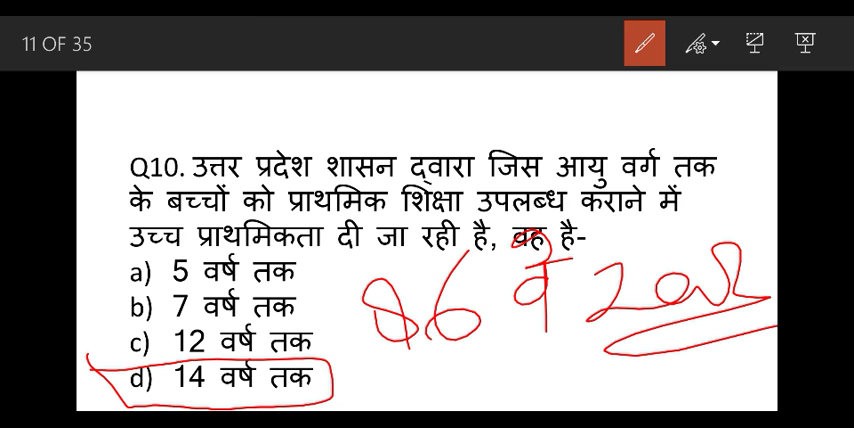 11 OF 35
Q10. उत्तर प्रदेश शासन द्वारा जिस आयु वर्ग तक
के बच्चों को प्राथमिक शिक्षा उपलब्ध कराने में
उच्च प्राथमिकता दी जा रही है, वह है-
a) 5 वर्ष तक
b) 7 वर्ष तक
c) 12 वर्ष तक
d) 14 वर्ष तक
86 वें 2002